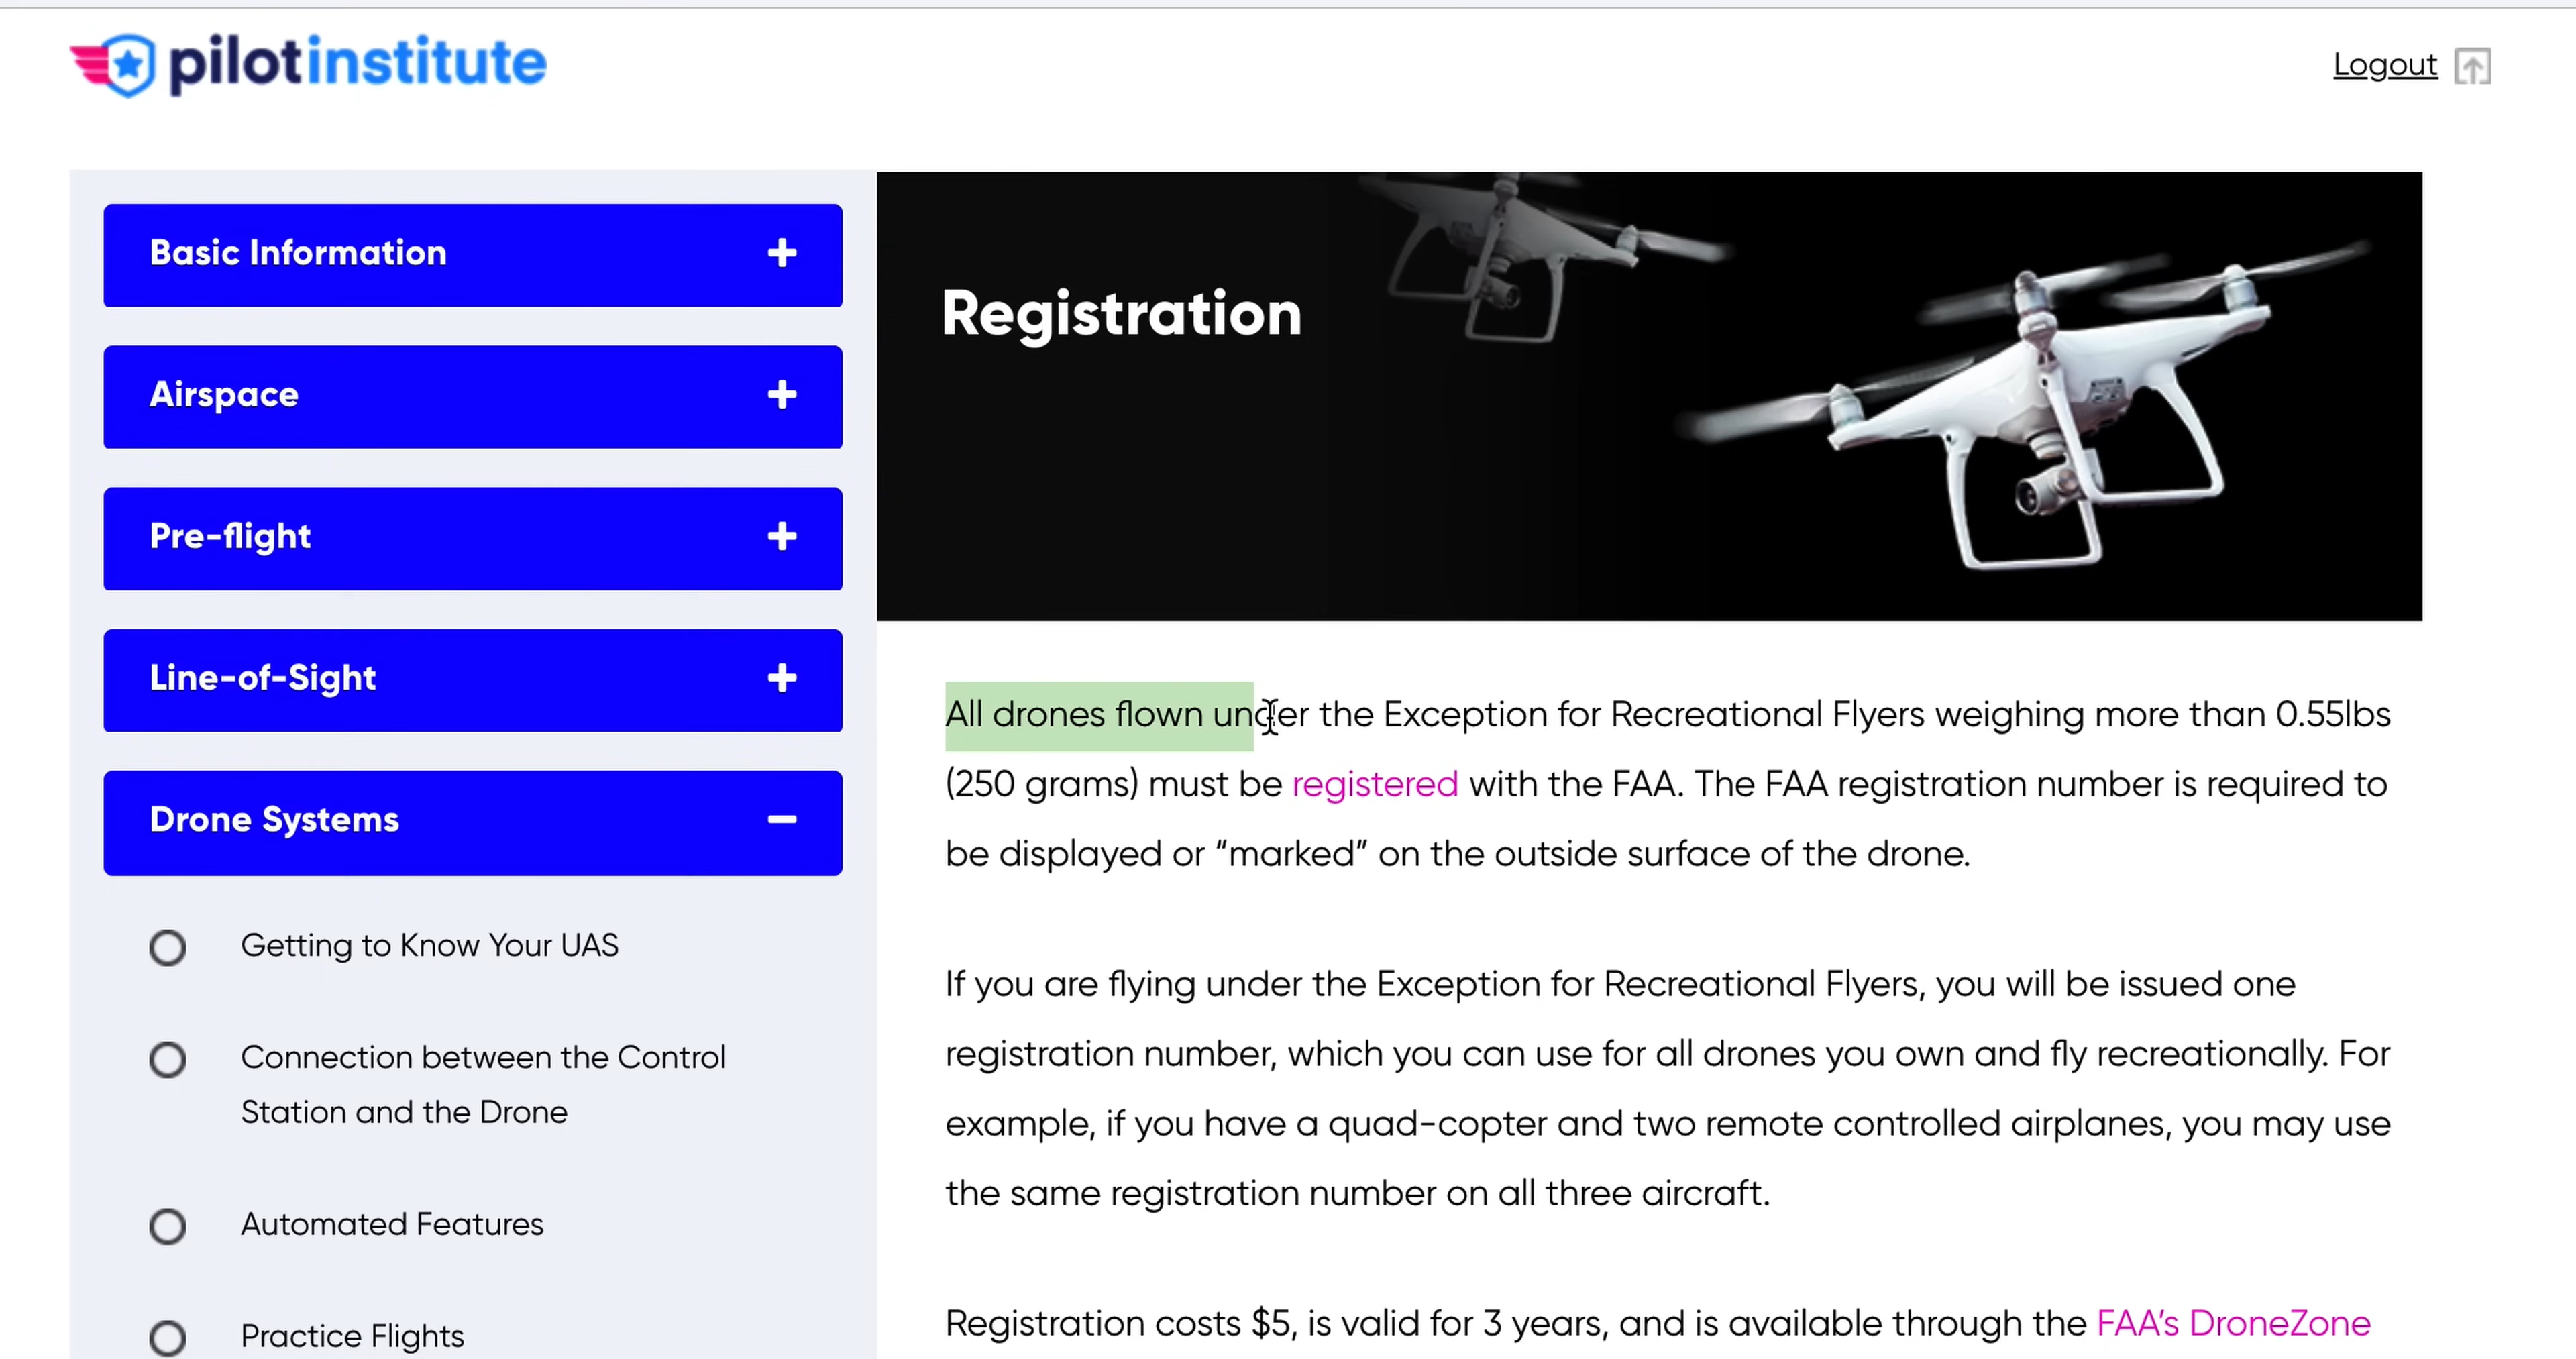 pilotinstitute
Logout
Basic Information
Airspace
Pre-flight
Line-of-Sight
Drone Systems
Getting to Know Your UAS
Connection between the Control
Station and the Drone
Automated Features
Practice Flights
Registration
All drones flown under the Exception for Recreational Flyers weighing more than 0.55lbs
(250 grams) must be registered with the FAA. The FAA registration number is required to
be displayed or “marked” on the outside surface of the drone.
If you are flying under the Exception for Recreational Flyers, you will be issued one
registration number, which you can use for all drones you own and fly recreationally. For
example, if you have a quad-copter and two remote controlled airplanes, you may use
the same registration number on all three aircraft.
Registration costs $5, is valid for 3 years, and is available through the FAA’s DroneZone